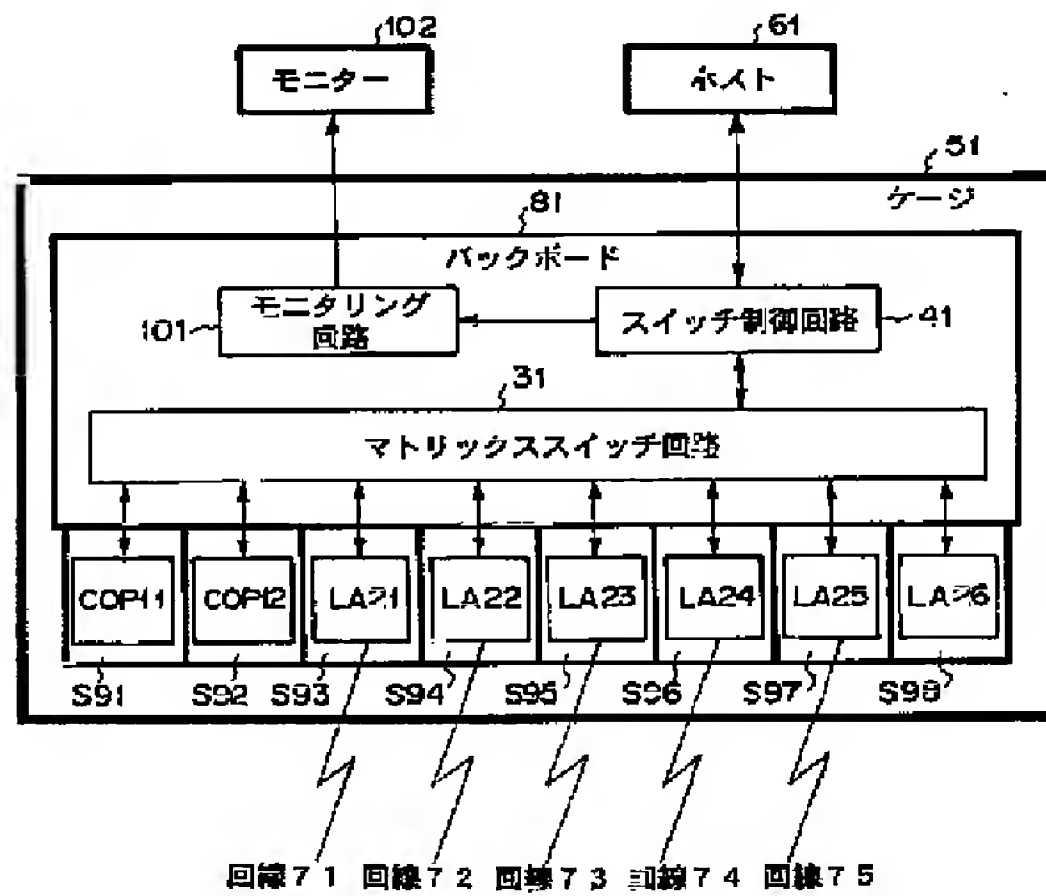 102
モニター
61
ホスト
51
ケージ
81
バックボード
モニタリング
回路
101
スイッチ制御回路
41
31
マトリックススイッチ回路
COP11
COP12
LA21
LA22
LA23
LA24
LA25
LA26
S91
S92
S93
S94
S95
S96
S97
S98
回線71
回線72
回線73
回線74
回線75